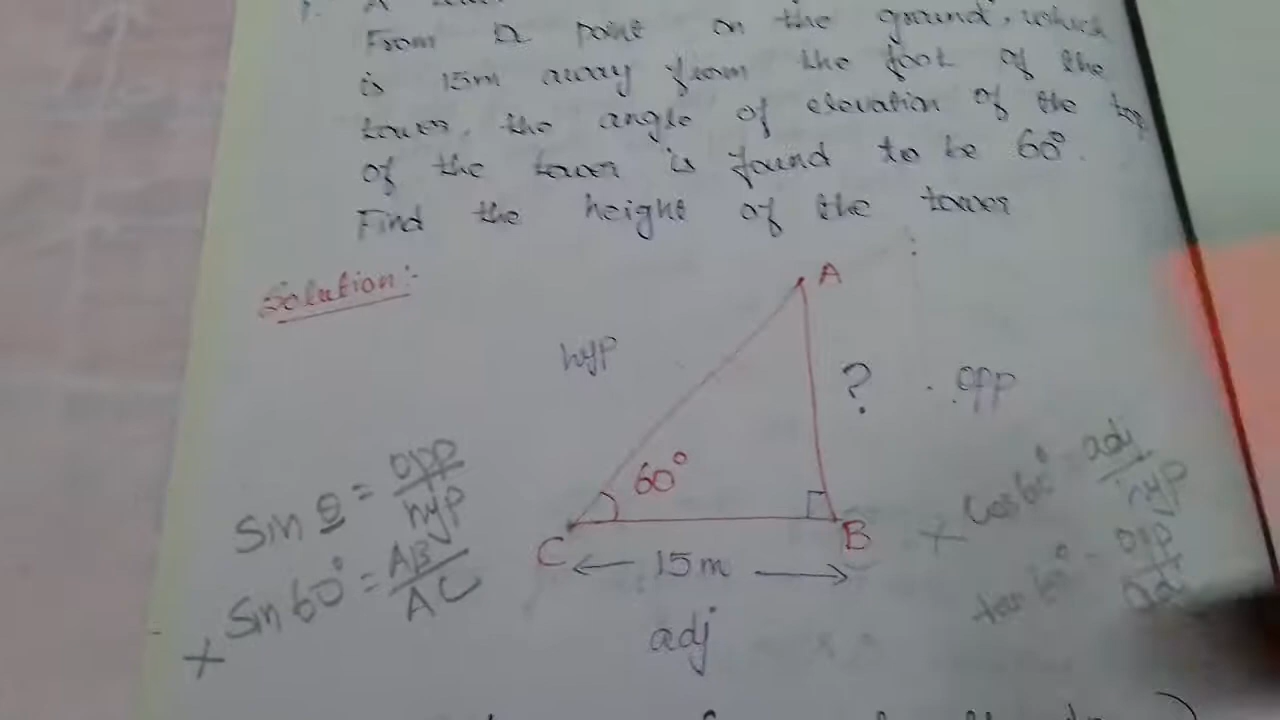 From a point on the ground, which
is 15m away from the foot of the
tower, the angle of elevation of the top
of the tower is found to be 60°.
Find the height of the tower
Solution:-
A
hyp
? opp
60°
C B
← 15m →
adj
Sin θ = opp/hyp
Sin 60° = AB/AC
×
× Cos 60° adj/hyp
tan 60° = opp/adj